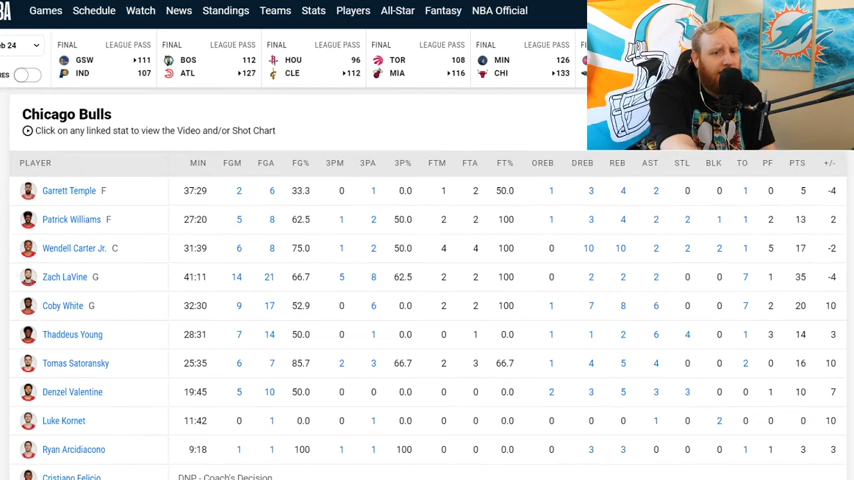 BA Games Schedule Watch News Standings Teams Stats Players All-Star Fantasy NBA Official
eb 24
FINAL LEAGUE PASS FINAL LEAGUE PASS FINAL LEAGUE PASS FINAL LEAGUE PASS FINAL LEAGUE PASS FINAL
GSW 111 BOS 112 HOU 96 TOR 108 MIN 126
RES IND 107 ATL 127 CLE 112 MIA 116 CHI 133
Chicago Bulls
Click on any linked stat to view the Video and/or Shot Chart
PLAYER MIN FGM FGA FG% 3PM 3PA 3P% FTM FTA FT% OREB DREB REB AST STL BLK TO PF PTS +/-
Garrett Temple F 37:29 2 6 33.3 0 1 0.0 1 2 50.0 1 3 4 2 0 0 1 0 5 -4
Patrick Williams F 27:20 5 8 62.5 1 2 50.0 2 2 100 1 3 4 2 2 1 1 2 13 2
Wendell Carter Jr. C 31:39 6 8 75.0 1 2 50.0 4 4 100 0 10 10 2 2 2 1 5 17 -2
Zach LaVine G 41:11 14 21 66.7 5 8 62.5 2 2 100 0 2 2 2 0 0 7 1 35 -4
Coby White G 32:30 9 17 52.9 0 6 0.0 2 2 100 1 7 8 6 0 0 7 2 20 10
Thaddeus Young 28:31 7 14 50.0 0 1 0.0 0 1 0.0 1 1 2 6 4 0 1 3 14 3
Tomas Satoransky 25:35 6 7 85.7 2 3 66.7 2 3 66.7 1 4 5 4 0 0 2 0 16 10
Denzel Valentine 19:45 5 10 50.0 0 0 0.0 0 0 0.0 2 3 5 3 3 0 0 1 10 7
Luke Kornet 11:42 0 1 0.0 0 1 0.0 0 0 0.0 0 0 0 1 0 2 0 0 0 10
Ryan Arcidiacono 9:18 1 1 100 1 1 100 0 0 0.0 0 3 3 0 0 0 1 1 3 3
Cristiano Felicio DNP - Coach's Decision